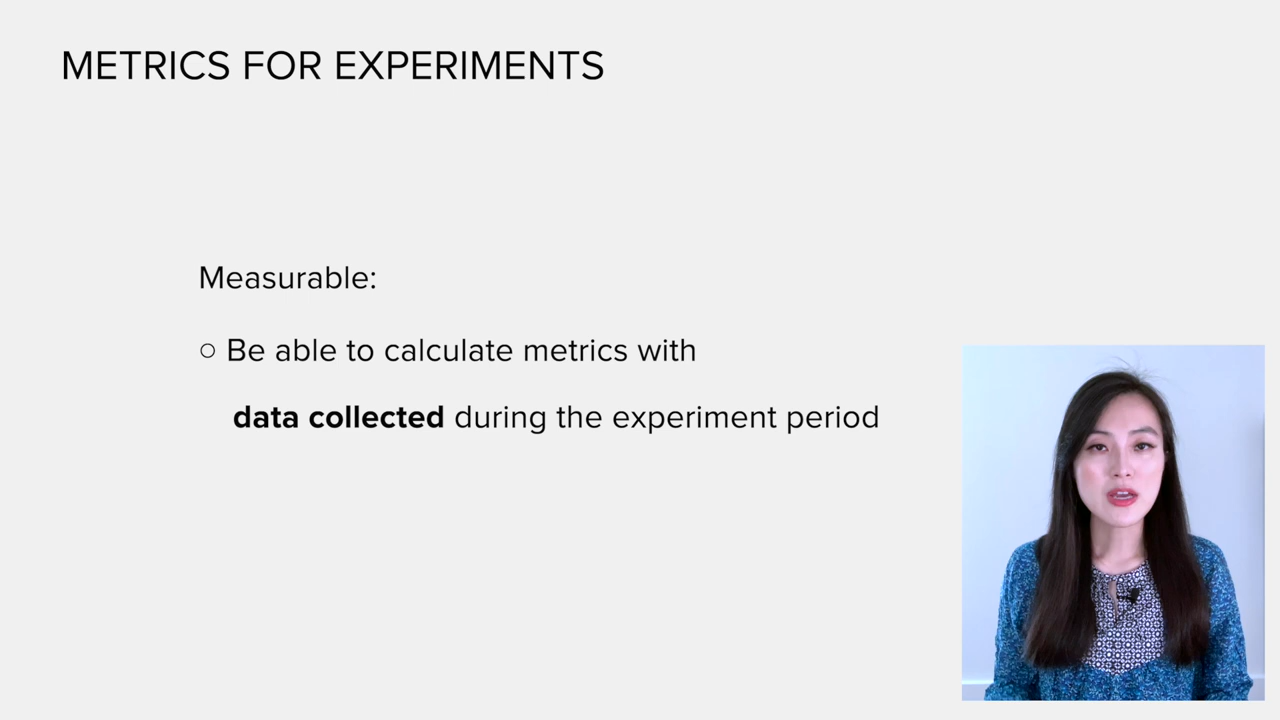 METRICS FOR EXPERIMENTS
Measurable:
○ Be able to calculate metrics with
data collected during the experiment period